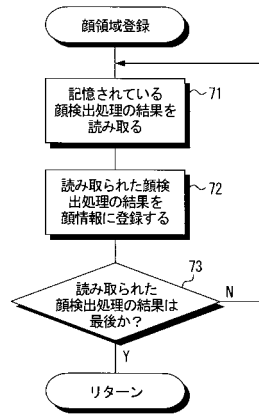 顔領域登録
記憶されている
顔検出処理の結果を
読み取る
71
読み取られた顔検
出処理の結果を
顔情報に登録する
72
73
読み取られた
顔検出処理の結果は
最後か?
N
Y
リターン